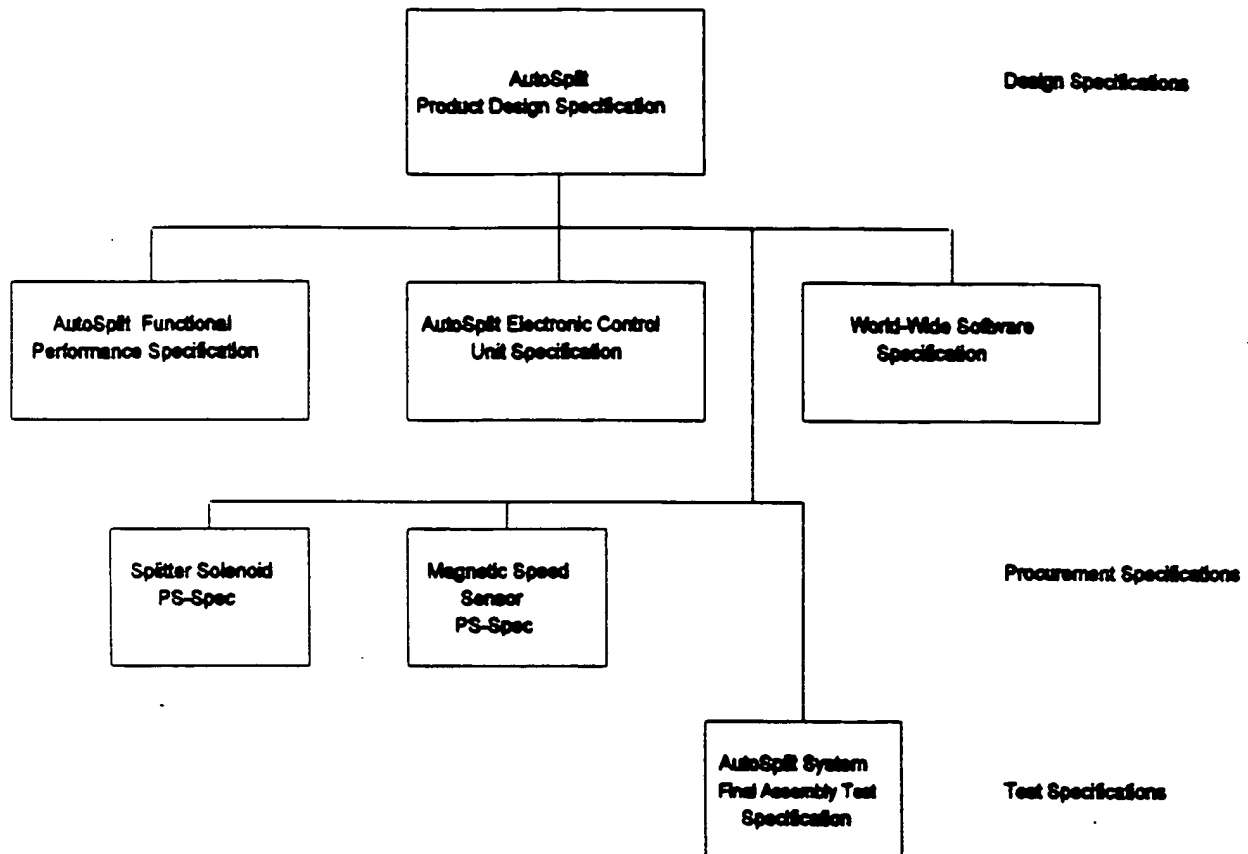 AutoSplit
Product Design Specification
Design Specifications
AutoSplit Functional
Performance Specification
AutoSplit Electronic Control
Unit Specification
World-Wide Software
Specification
Splitter Solenoid
PS-Spec
Magnetic Speed
Sensor
PS-Spec
Procurement Specifications
AutoSplit System
Final Assembly Test
Specification
Test Specifications